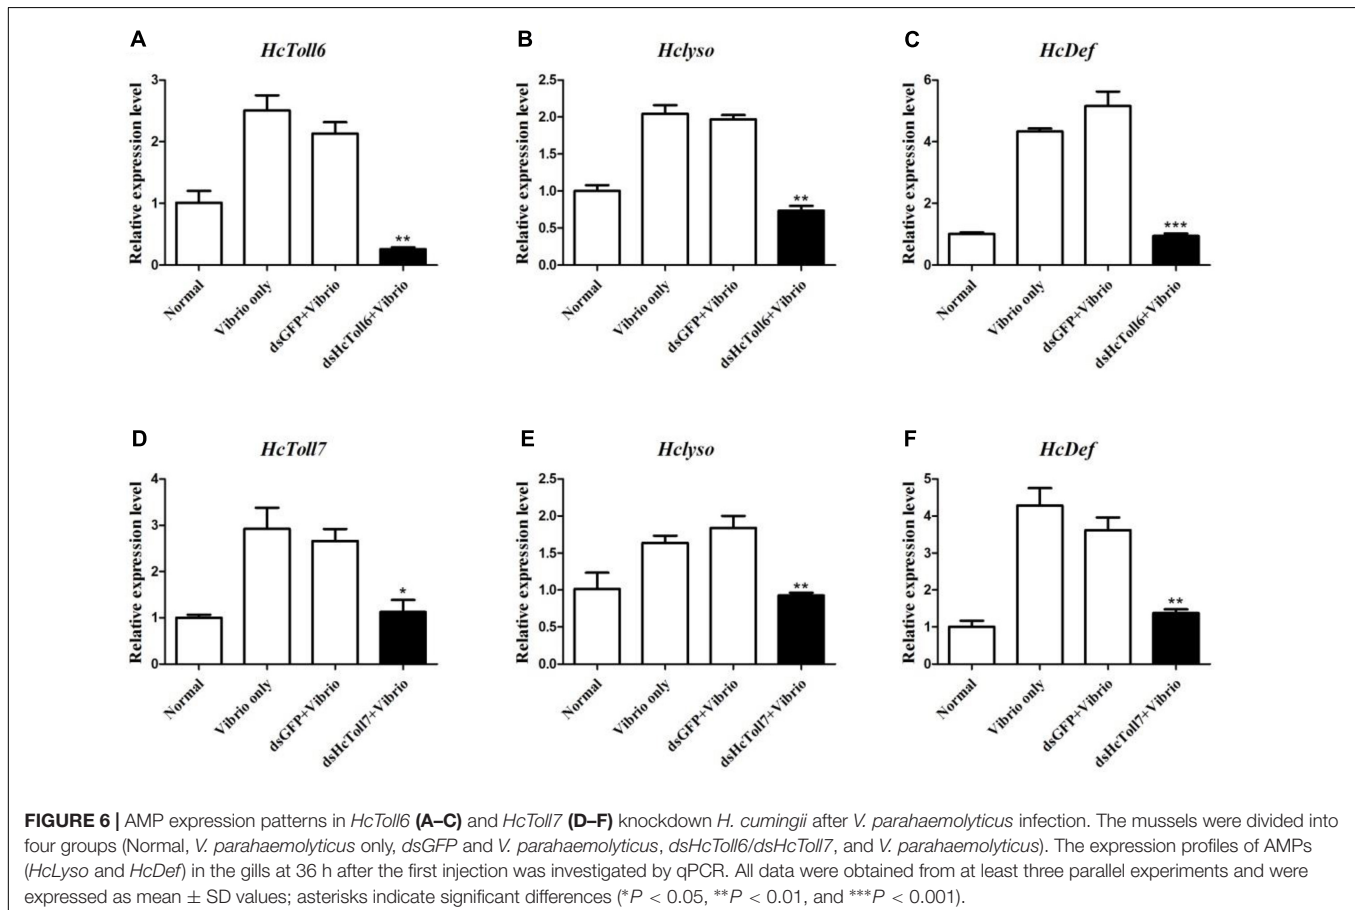 A
HcToll6
Relative expression level
3
2
1
0
Normal
Vibrio only
dsGFP+Vibrio
dsHcToll6+Vibrio
**
B
Hclyso
Relative expression level
2.5
2.0
1.5
1.0
0.5
0.0
Normal
Vibrio only
dsGFP+Vibrio
dsHcToll6+Vibrio
**
C
HcDef
Relative expression level
6
4
2
0
Normal
Vibrio only
dsGFP+Vibrio
dsHcToll6+Vibrio
***
D
HcToll7
Relative expression level
4
3
2
1
0
Normal
Vibrio only
dsGFP+Vibrio
dsHcToll7+Vibrio
*
E
Hclyso
Relative expression level
2.5
2.0
1.5
1.0
0.5
0.0
Normal
Vibrio only
dsGFP+Vibrio
dsHcToll7+Vibrio
**
F
HcDef
Relative expression level
5
4
3
2
1
0
Normal
Vibrio only
dsGFP+Vibrio
dsHcToll7+Vibrio
**
FIGURE 6 | AMP expression patterns in HcToll6 (A–C) and HcToll7 (D–F) knockdown H. cumingii after V. parahaemolyticus infection. The mussels were divided into
four groups (Normal, V. parahaemolyticus only, dsGFP and V. parahaemolyticus, dsHcToll6/dsHcToll7, and V. parahaemolyticus). The expression profiles of AMPs
(HcLyso and HcDef) in the gills at 36 h after the first injection was investigated by qPCR. All data were obtained from at least three parallel experiments and were
expressed as mean ± SD values; asterisks indicate significant differences (*P < 0.05, **P < 0.01, and ***P < 0.001).